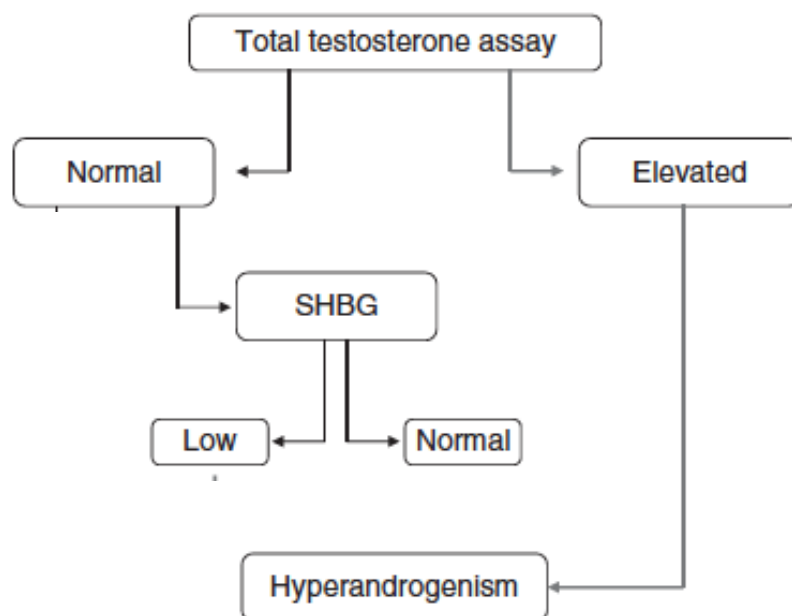 Total testosterone assay
Normal
Elevated
SHBG
Low
Normal
Hyperandrogenism